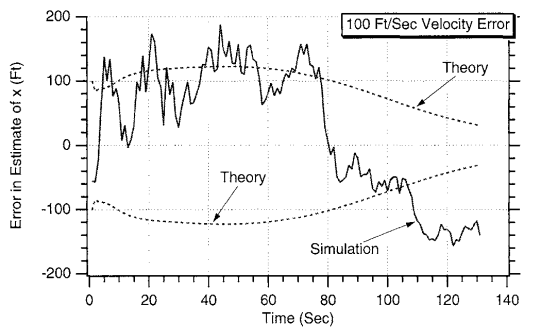 100 Ft/Sec Velocity Error
200
100
0
-100
-200
Error in Estimate of x (Ft)
Theory
Theory
Simulation
0 20 40 60 80 100 120 140
Time (Sec)